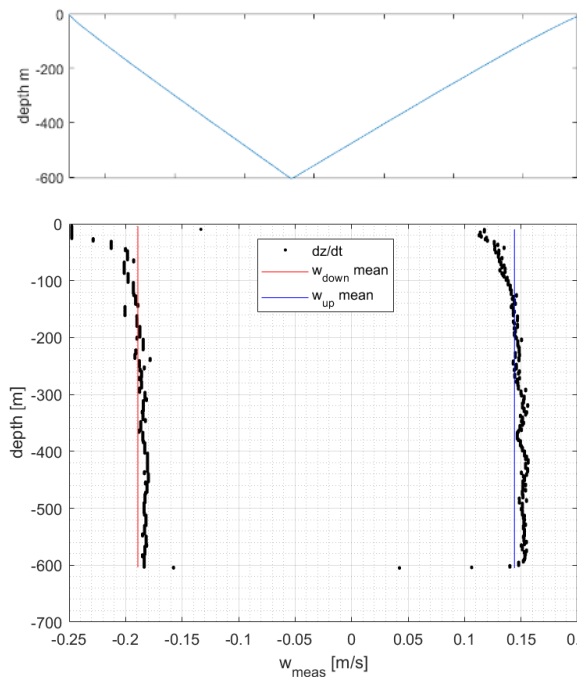 0
-200
-400
-600
depth m
0
-100
-200
-300
-400
-500
-600
-700
depth [m]
dz/dt
w_down mean
w_up mean
-0.25 -0.2 -0.15 -0.1 -0.05 0 0.05 0.1 0.15 0.2
w_meas [m/s]